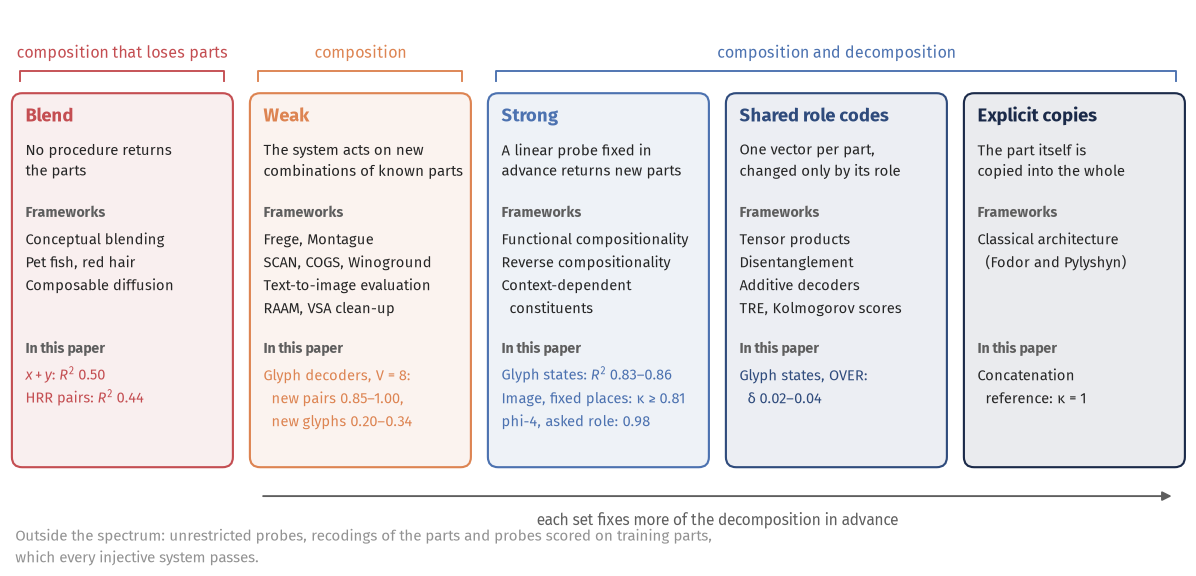 composition that loses parts
composition
composition and decomposition
Blend
No procedure returns
the parts
Frameworks
Conceptual blending
Pet fish, red hair
Composable diffusion
In this paper
x + y: R² 0.50
HRR pairs: R² 0.44
Weak
The system acts on new
combinations of known parts
Frameworks
Frege, Montague
SCAN, COGS, Winoground
Text-to-image evaluation
RAAM, VSA clean-up
In this paper
Glyph decoders, V = 8:
new pairs 0.85–1.00,
new glyphs 0.20–0.34
Strong
A linear probe fixed in
advance returns new parts
Frameworks
Functional compositionality
Reverse compositionality
Context-dependent
constituents
In this paper
Glyph states: R² 0.83–0.86
Image, fixed places: κ ≥ 0.81
phi-4, asked role: 0.98
Shared role codes
One vector per part,
changed only by its role
Frameworks
Tensor products
Disentanglement
Additive decoders
TRE, Kolmogorov scores
In this paper
Glyph states, OVER:
δ 0.02–0.04
Explicit copies
The part itself is
copied into the whole
Frameworks
Classical architecture
(Fodor and Pylyshyn)
In this paper
Concatenation
reference: κ = 1
each set fixes more of the decomposition in advance
Outside the spectrum: unrestricted probes, recodings of the parts and probes scored on training parts,
which every injective system passes.